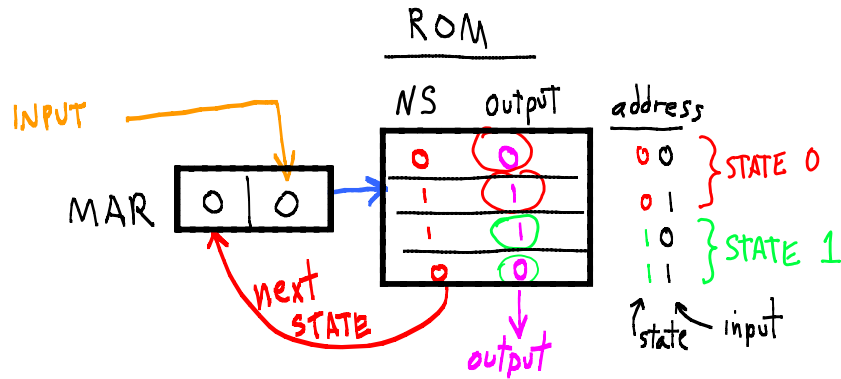 ROM
NS output address
INPUT
0 0 00 STATE 0
1 1 01
MAR 0 0
1 1 10 STATE 1
0 0 11
next
STATE
state input
output